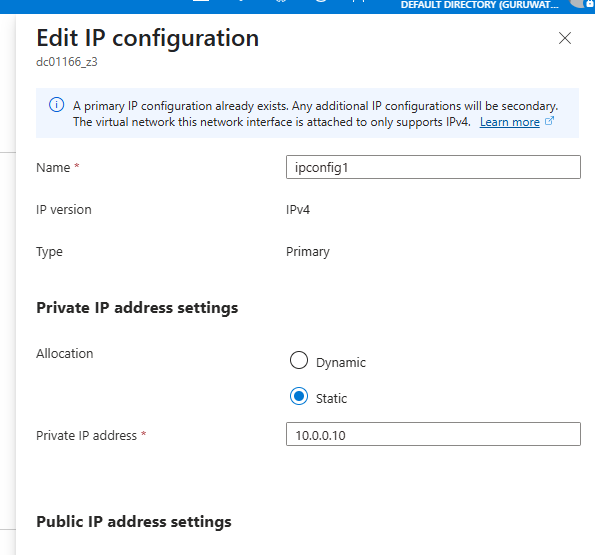 DEFAULT DIRECTORY (GURUWAT...
Edit IP configuration
dc01166_z3
A primary IP configuration already exists. Any additional IP configurations will be secondary.
The virtual network this network interface is attached to only supports IPv4. Learn more
Name *
ipconfig1
IP version
IPv4
Type
Primary
Private IP address settings
Allocation
Dynamic
Static
Private IP address *
10.0.0.10
Public IP address settings